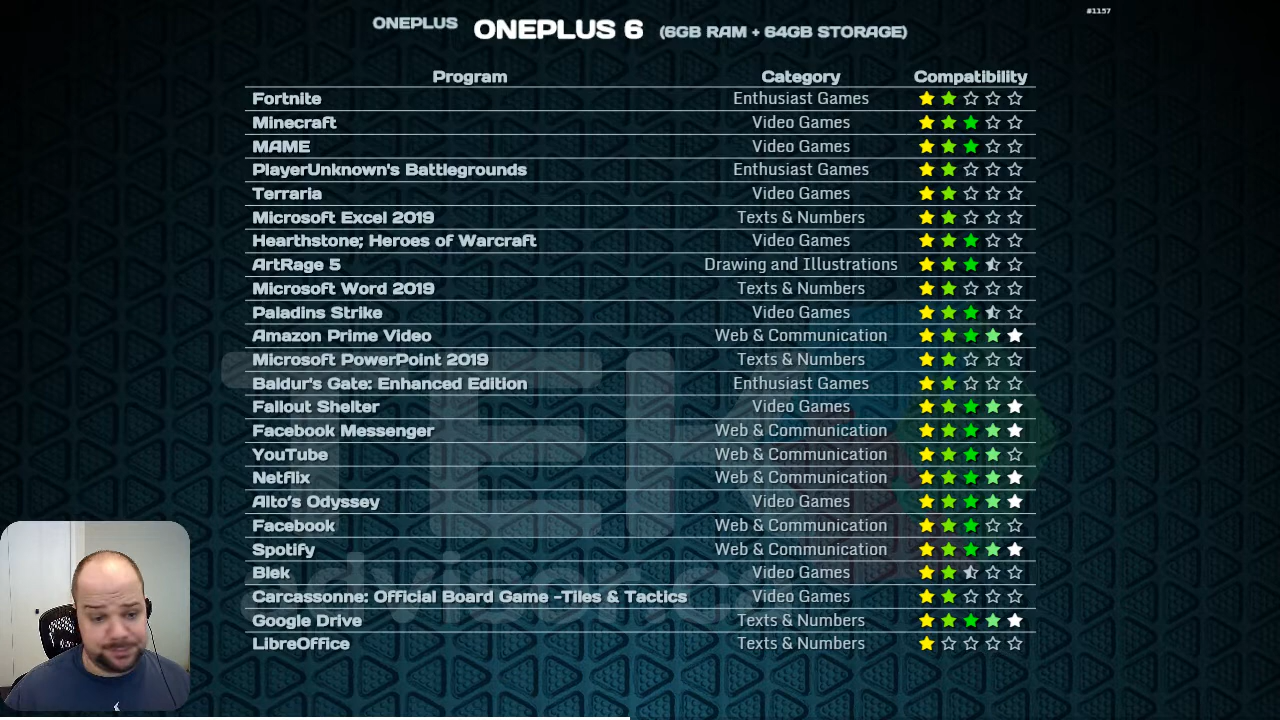 #1157
ONEPLUS ONEPLUS 6 (6GB RAM + 64GB STORAGE)
Program Category Compatibility
Fortnite Enthusiast Games
Minecraft Video Games
MAME Video Games
PlayerUnknown's Battlegrounds Enthusiast Games
Terraria Video Games
Microsoft Excel 2019 Texts & Numbers
Hearthstone; Heroes of Warcraft Video Games
ArtRage 5 Drawing and Illustrations
Microsoft Word 2019 Texts & Numbers
Paladins Strike Video Games
Amazon Prime Video Web & Communication
Microsoft PowerPoint 2019 Texts & Numbers
Baldur's Gate: Enhanced Edition Enthusiast Games
Fallout Shelter Video Games
Facebook Messenger Web & Communication
YouTube Web & Communication
Netflix Web & Communication
Alto's Odyssey Video Games
Facebook Web & Communication
Spotify Web & Communication
Blek Video Games
Carcassonne: Official Board Game -Tiles & Tactics Video Games
Google Drive Texts & Numbers
LibreOffice Texts & Numbers
TEK